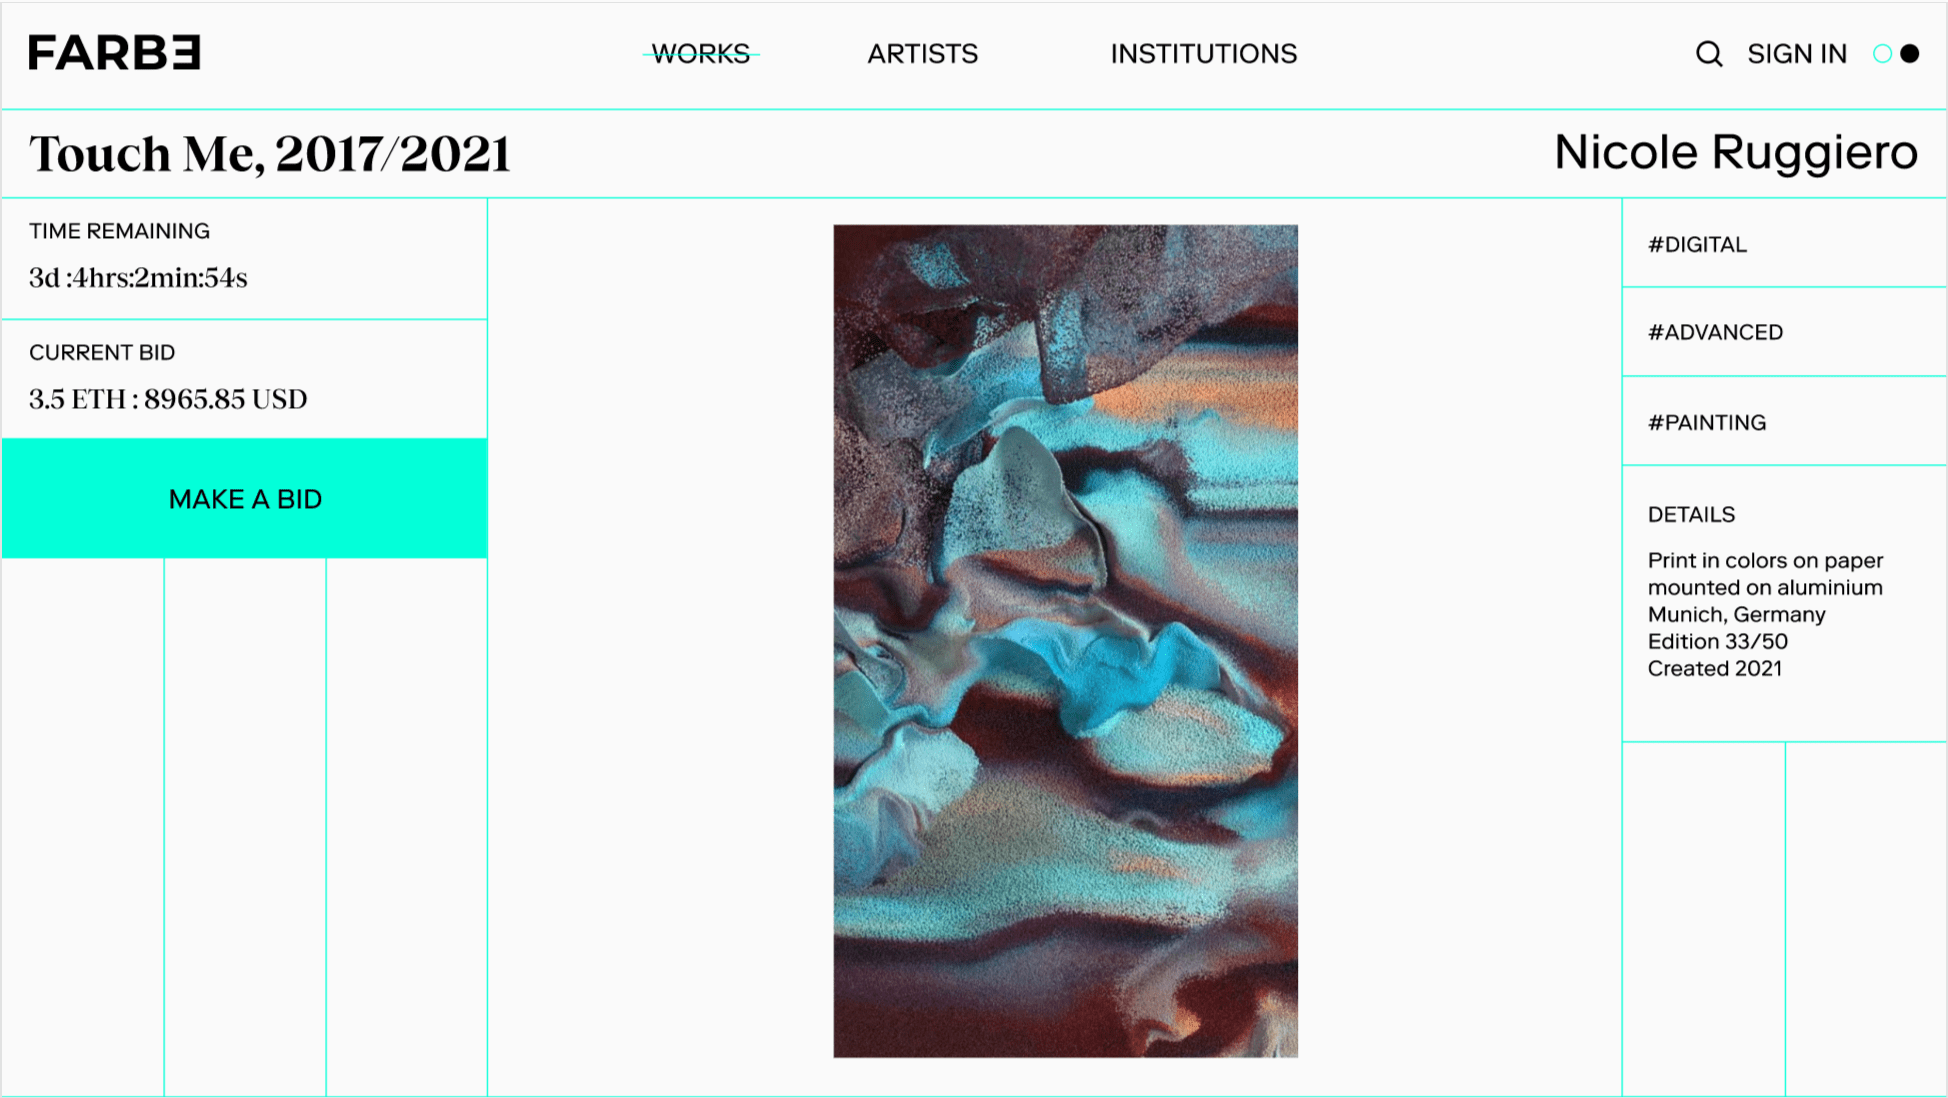 FARBƎ
WORKS
ARTISTS
INSTITUTIONS
SIGN IN
Touch Me, 2017/2021
Nicole Ruggiero
TIME REMAINING
3d :4hrs:2min:54s
CURRENT BID
3.5 ETH : 8965.85 USD
MAKE A BID
#DIGITAL
#ADVANCED
#PAINTING
DETAILS
Print in colors on paper
mounted on aluminium
Munich, Germany
Edition 33/50
Created 2021